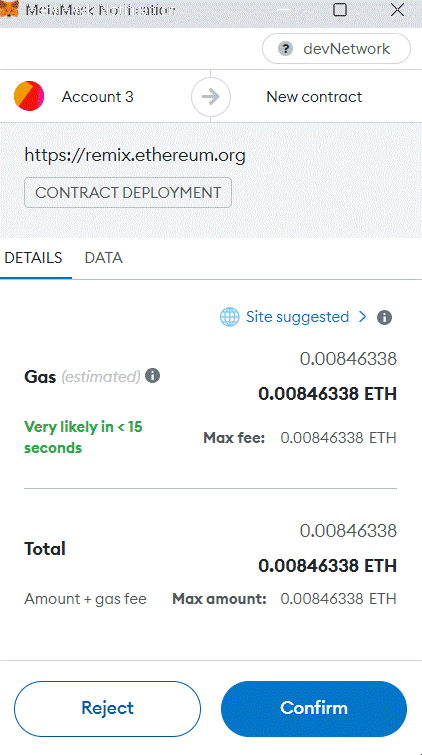 MetaMask Notification
? devNetwork
Account 3
New contract
https://remix.ethereum.org
CONTRACT DEPLOYMENT
DETAILS DATA
Site suggested >
0.00846338
Gas (estimated)
0.00846338 ETH
Very likely in < 15
seconds
Max fee: 0.00846338 ETH
0.00846338
Total
0.00846338 ETH
Amount + gas fee Max amount: 0.00846338 ETH
Reject Confirm